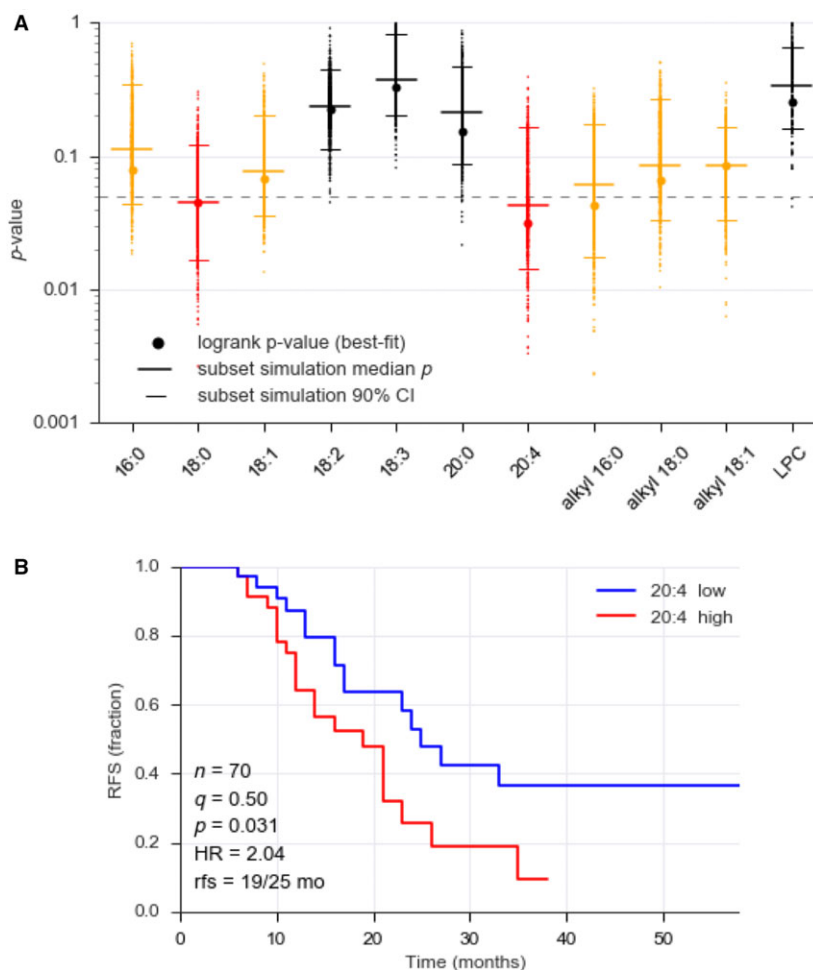 A
1
0.1
0.01
0.001
p-value
logrank p-value (best-fit)
subset simulation median p
subset simulation 90% CI
16:0
18:0
18:1
18:2
18:3
20:0
20:4
alkyl 16:0
alkyl 18:0
alkyl 18:1
LPC
B
1.0
0.8
0.6
0.4
0.2
0.0
RFS (fraction)
20:4 low
20:4 high
n = 70
q = 0.50
p = 0.031
HR = 2.04
rfs = 19/25 mo
0
10
20
30
40
50
Time (months)